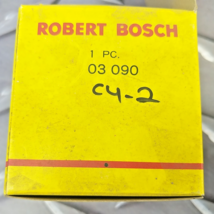 ROBERT BOSCH
1 PC.
03 090
C4-2